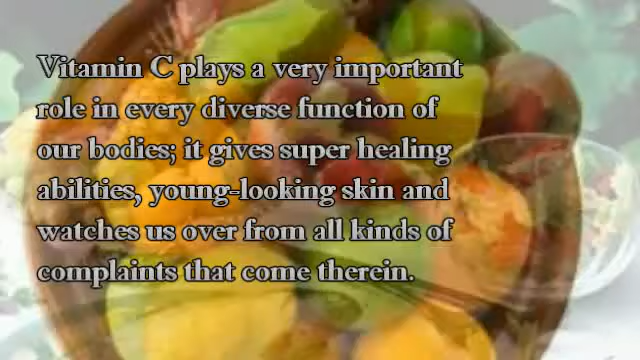 Vitamin C plays a very important
role in every diverse function of
our bodies; it gives super healing
abilities, young-looking skin and
watches us over from all kinds of
complaints that come therein.